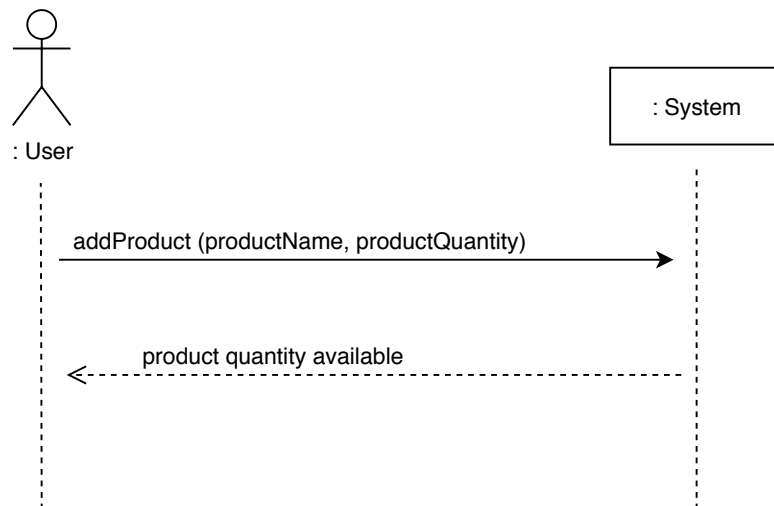 : User
: System
addProduct (productName, productQuantity)
product quantity available